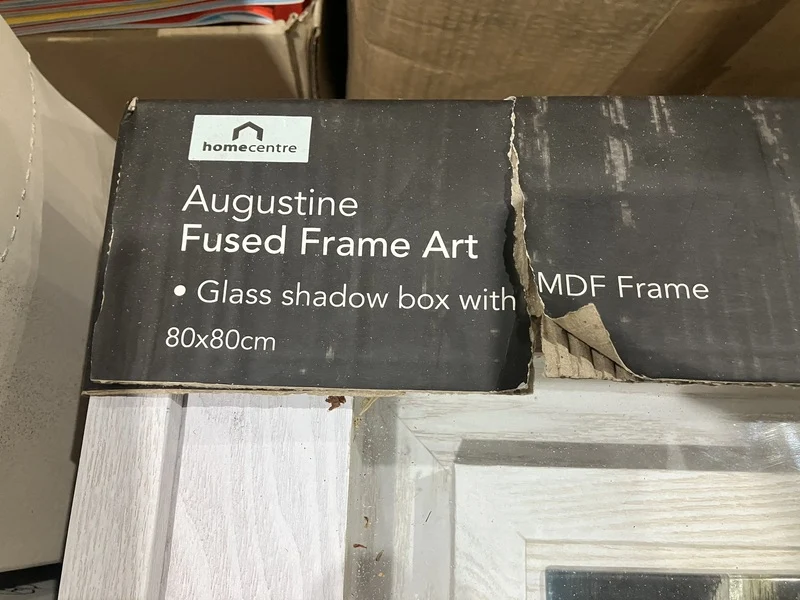 homecentre
Augustine
Fused Frame Art
• Glass shadow box with MDF Frame
80x80cm